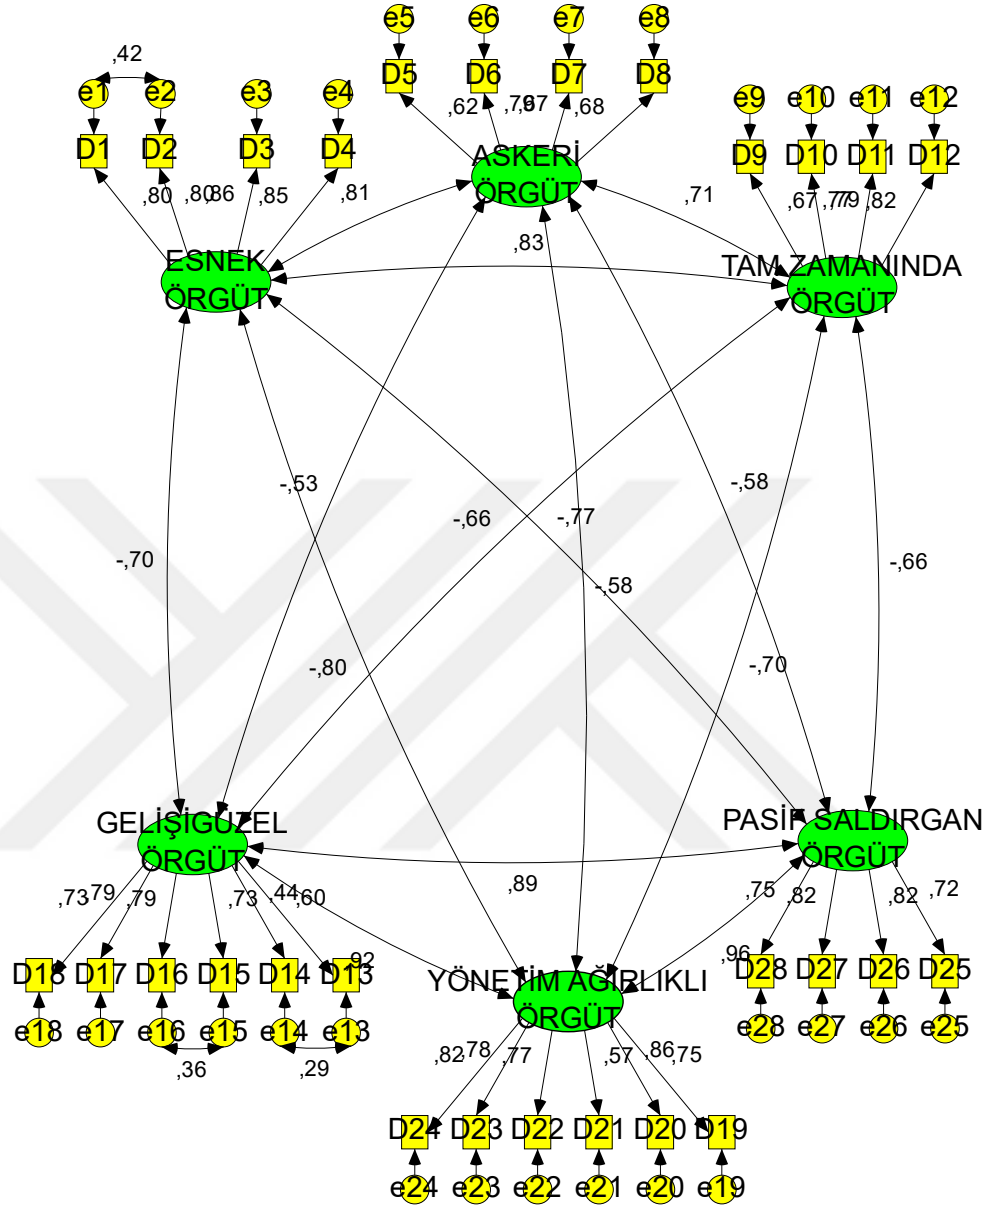 e5 e6 e7 e8
D5 D6 D7 D8
,42
e1 e2 e3 e4
e9 e10 e11 e12
D1 D2 D3 D4
D9 D10 D11 D12
,62 ,68
ASKERİ
ÖRGÜT
,80 ,80 ,86 ,85 ,81
,71
,67 ,79 ,82
,83
ESNEK
ÖRGÜT
TAM ZAMANINDA
ÖRGÜT
-,53
-,58
-,66
-,77
-,70
-,58
-,66
-,80
-,70
GELİŞİGÜZEL
ÖRGÜT
PASİF SALDIRGAN
ÖRGÜT
,89
,73 ,79 ,79 ,73 ,44 ,60
,75 ,82 ,82 ,72
,92
,96
D18 D17 D16 D15 D14 D13
D28 D27 D26 D25
YÖNETİM AĞIRLIKLI
ÖRGÜT
e18 e17 e16 e15 e14 e13
e28 e27 e26 e25
,36 ,29
,82 ,78 ,77 ,57 ,86 ,75
D24 D23 D22 D21 D20 D19
e24 e23 e22 e21 e20 e19